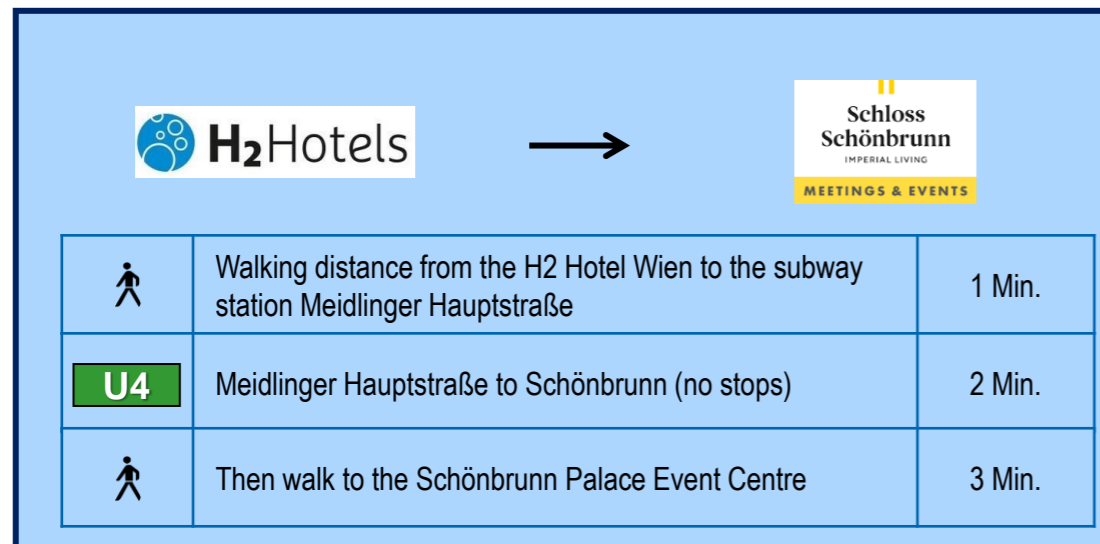 H₂Hotels
Schloss
Schönbrunn
IMPERIAL LIVING
MEETINGS & EVENTS
Walking distance from the H2 Hotel Wien to the subway
station Meidlinger Hauptstraße
1 Min.
U4
Meidlinger Hauptstraße to Schönbrunn (no stops)
2 Min.
Then walk to the Schönbrunn Palace Event Centre
3 Min.